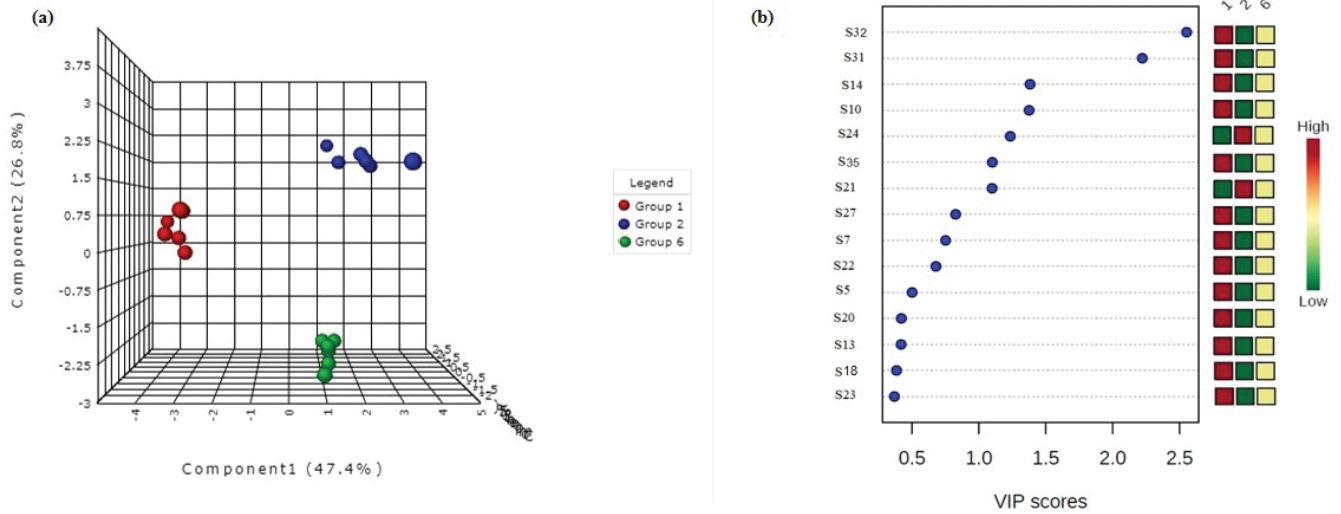 (a)
3.75
3
2.25
1.5
0.75
0
-0.75
-1.5
-2.25
-3
Component2 (26.8%)
-4
-3
-2
-1
0
1
2
3
4
5
Component1 (47.4%)
Legend
Group 1
Group 2
Group 6
(b)
1 2 6
S32
S31
S14
S10
S24
S35
S21
S27
S7
S22
S5
S20
S13
S18
S23
0.5 1.0 1.5 2.0 2.5
VIP scores
High
Low